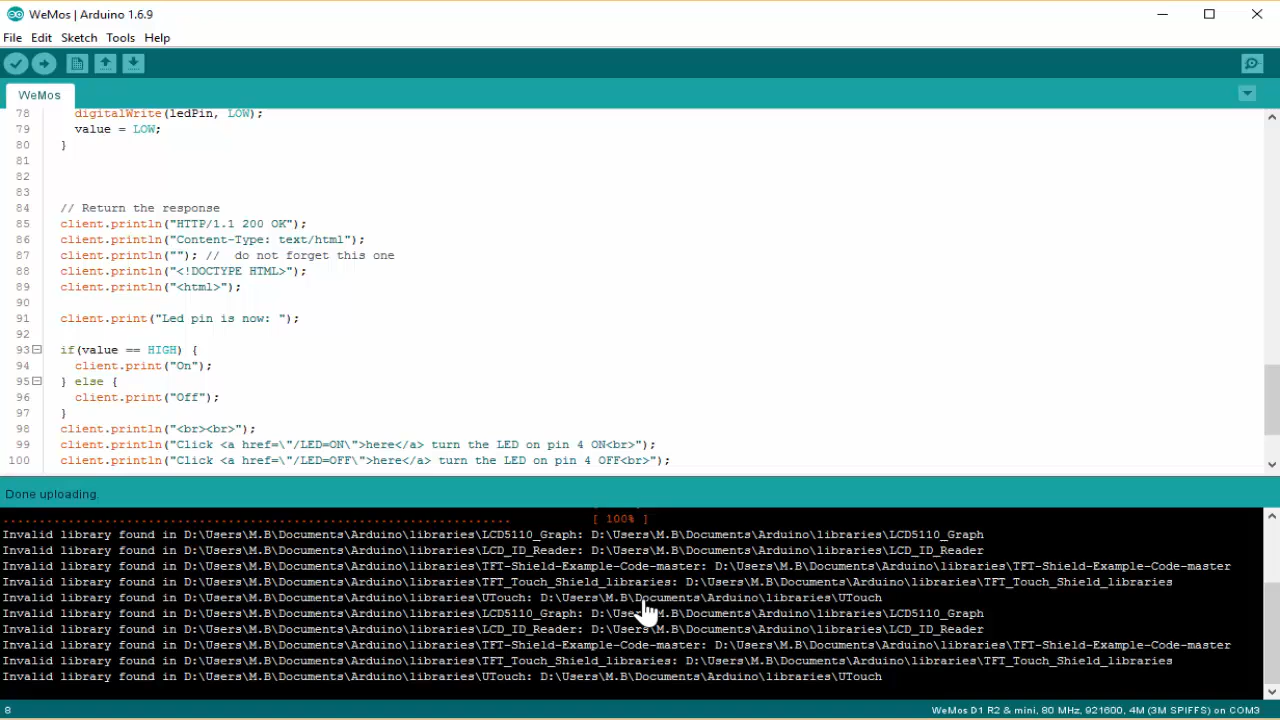 WeMos | Arduino 1.6.9
File Edit Sketch Tools Help
WeMos
78 digitalWrite(ledPin, LOW);
79 value = LOW;
80 }
81
82
83
84 // Return the response
85 client.println("HTTP/1.1 200 OK");
86 client.println("Content-Type: text/html");
87 client.println(""); // do not forget this one
88 client.println("<!DOCTYPE HTML>");
89 client.println("<html>");
90
91 client.print("Led pin is now: ");
92
93 if(value == HIGH) {
94 client.print("On");
95 } else {
96 client.print("Off");
97 }
98 client.println("<br><br>");
99 client.println("Click <a href=\"/LED=ON\">here</a> turn the LED on pin 4 ON<br>");
100 client.println("Click <a href=\"/LED=OFF\">here</a> turn the LED on pin 4 OFF<br>");
Done uploading.
................................................................................ [ 100% ]
Invalid library found in D:\Users\M.B\Documents\Arduino\libraries\LCD5110_Graph: D:\Users\M.B\Documents\Arduino\libraries\LCD5110_Graph
Invalid library found in D:\Users\M.B\Documents\Arduino\libraries\LCD_ID_Reader: D:\Users\M.B\Documents\Arduino\libraries\LCD_ID_Reader
Invalid library found in D:\Users\M.B\Documents\Arduino\libraries\TFT-Shield-Example-Code-master: D:\Users\M.B\Documents\Arduino\libraries\TFT-Shield-Example-Code-master
Invalid library found in D:\Users\M.B\Documents\Arduino\libraries\TFT_Touch_Shield_libraries: D:\Users\M.B\Documents\Arduino\libraries\TFT_Touch_Shield_libraries
Invalid library found in D:\Users\M.B\Documents\Arduino\libraries\UTouch: D:\Users\M.B\Documents\Arduino\libraries\UTouch
Invalid library found in D:\Users\M.B\Documents\Arduino\libraries\LCD5110_Graph: D:\Users\M.B\Documents\Arduino\libraries\LCD5110_Graph
Invalid library found in D:\Users\M.B\Documents\Arduino\libraries\LCD_ID_Reader: D:\Users\M.B\Documents\Arduino\libraries\LCD_ID_Reader
Invalid library found in D:\Users\M.B\Documents\Arduino\libraries\TFT-Shield-Example-Code-master: D:\Users\M.B\Documents\Arduino\libraries\TFT-Shield-Example-Code-master
Invalid library found in D:\Users\M.B\Documents\Arduino\libraries\TFT_Touch_Shield_libraries: D:\Users\M.B\Documents\Arduino\libraries\TFT_Touch_Shield_libraries
Invalid library found in D:\Users\M.B\Documents\Arduino\libraries\UTouch: D:\Users\M.B\Documents\Arduino\libraries\UTouch
8 WeMos D1 R2 & mini, 80 MHz, 921600, 4M (3M SPIFFS) on COM3